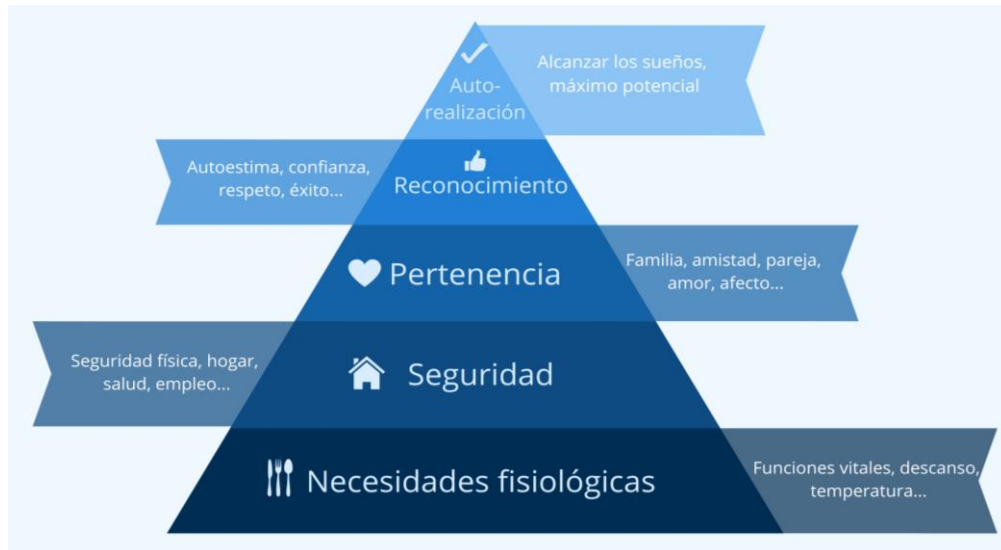 Auto-
realización
Alcanzar los sueños,
máximo potencial
Autoestima, confianza,
respeto, éxito...
Reconocimiento
Pertenencia
Familia, amistad, pareja,
amor, afecto...
Seguridad física, hogar,
salud, empleo...
Seguridad
Necesidades fisiológicas
Funciones vitales, descanso,
temperatura...